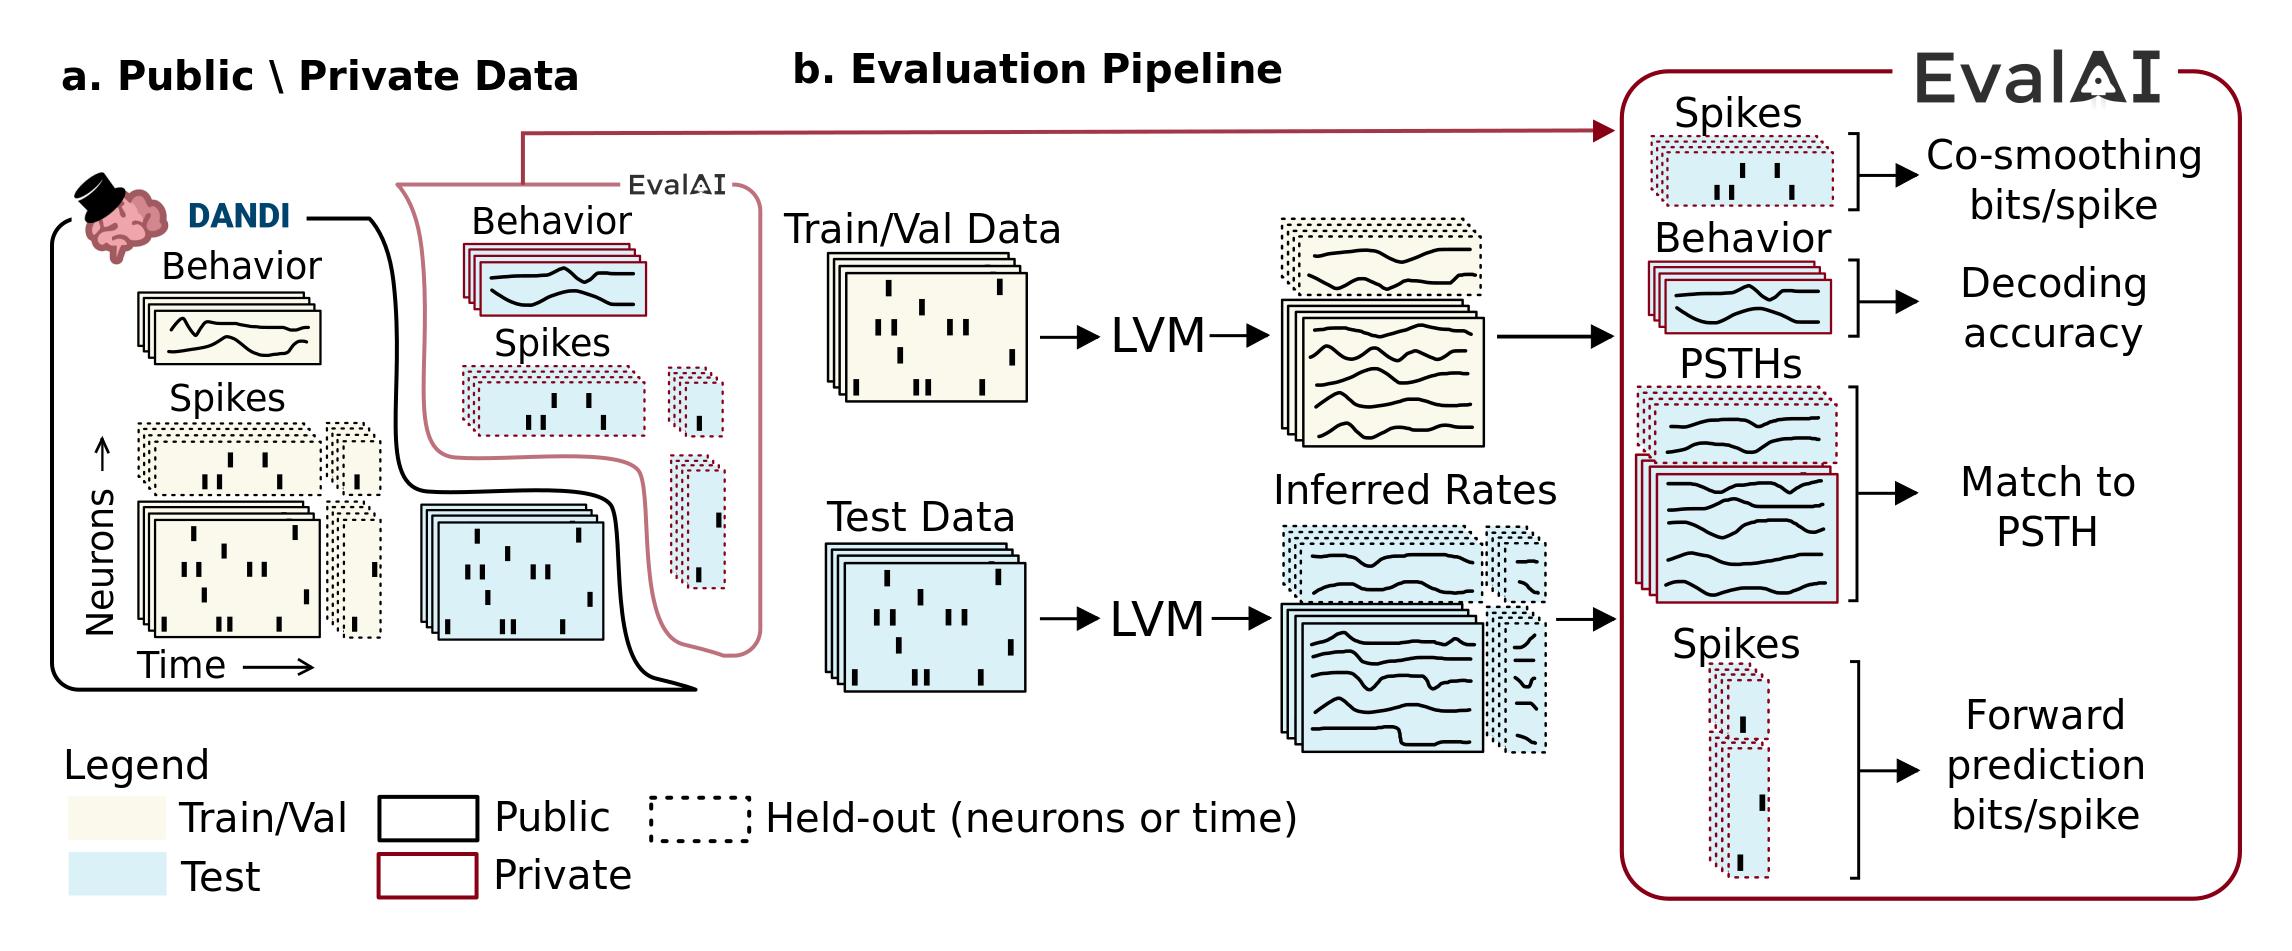 a. Public \ Private Data
DANDI
Behavior
Spikes
Neurons
Time
EvalAI
Behavior
Spikes
b. Evaluation Pipeline
Train/Val Data
LVM
Test Data
LVM
Inferred Rates
EvalAI
Spikes
Co-smoothing
bits/spike
Behavior
Decoding
accuracy
PSTHs
Match to
PSTH
Spikes
Forward
prediction
bits/spike
Legend
Train/Val
Public
Held-out (neurons or time)
Test
Private